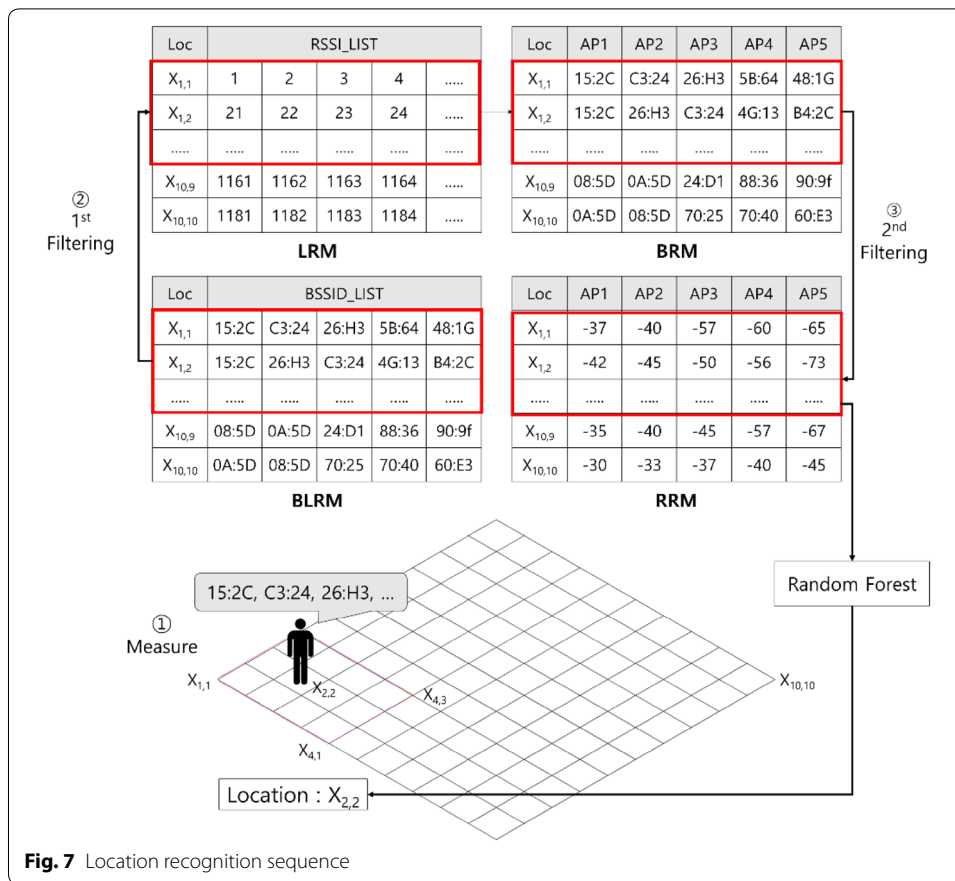 Loc RSSI_LIST
X1,1 1 2 3 4 .....
X1,2 21 22 23 24 .....
..... ..... ..... ..... ..... .....
X10,9 1161 1162 1163 1164 .....
X10,10 1181 1182 1183 1184 .....
LRM
Loc AP1 AP2 AP3 AP4 AP5
X1,1 15:2C C3:24 26:H3 5B:64 48:1G
X1,2 15:2C 26:H3 C3:24 4G:13 B4:2C
..... ..... ..... ..... ..... .....
X10,9 08:5D 0A:5D 24:D1 88:36 90:9f
X10,10 0A:5D 08:5D 70:25 70:40 60:E3
BRM
②
1st
Filtering
③
2nd
Filtering
Loc BSSID_LIST
X1,1 15:2C C3:24 26:H3 5B:64 48:1G
X1,2 15:2C 26:H3 C3:24 4G:13 B4:2C
..... ..... ..... ..... ..... .....
X10,9 08:5D 0A:5D 24:D1 88:36 90:9f
X10,10 0A:5D 08:5D 70:25 70:40 60:E3
BLRM
Loc AP1 AP2 AP3 AP4 AP5
X1,1 -37 -40 -57 -60 -65
X1,2 -42 -45 -50 -56 -73
..... ..... ..... ..... ..... .....
X10,9 -35 -40 -45 -57 -67
X10,10 -30 -33 -37 -40 -45
RRM
15:2C, C3:24, 26:H3, ...
Random Forest
①
Measure
X1,1
X2,2
X4,3
X10,10
X4,1
Location : X2,2
Fig. 7 Location recognition sequence